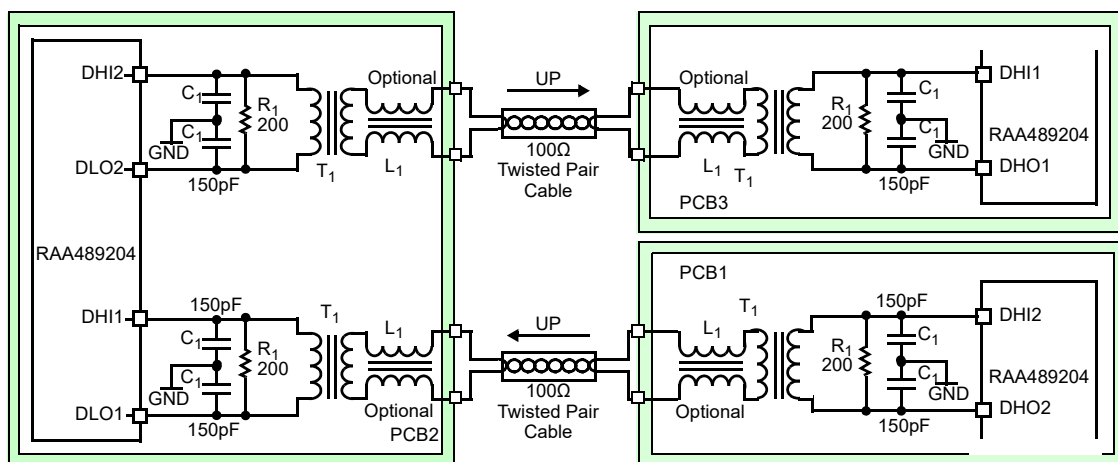 DHI2
C1
R1
200
C1
GND
DLO2
150pF
T1
Optional
L1
UP
100Ω
Twisted Pair
Cable
Optional
L1
T1
R1
200
C1
C1
GND
150pF
DHI1
RAA489204
DHO1
PCB3
RAA489204
DHI1
150pF
C1
R1
200
C1
GND
DLO1
150pF
T1
L1
Optional
PCB2
UP
100Ω
Twisted Pair
Cable
PCB1
L1
Optional
T1
150pF
R1
200
C1
C1
GND
150pF
DHI2
RAA489204
DHO2